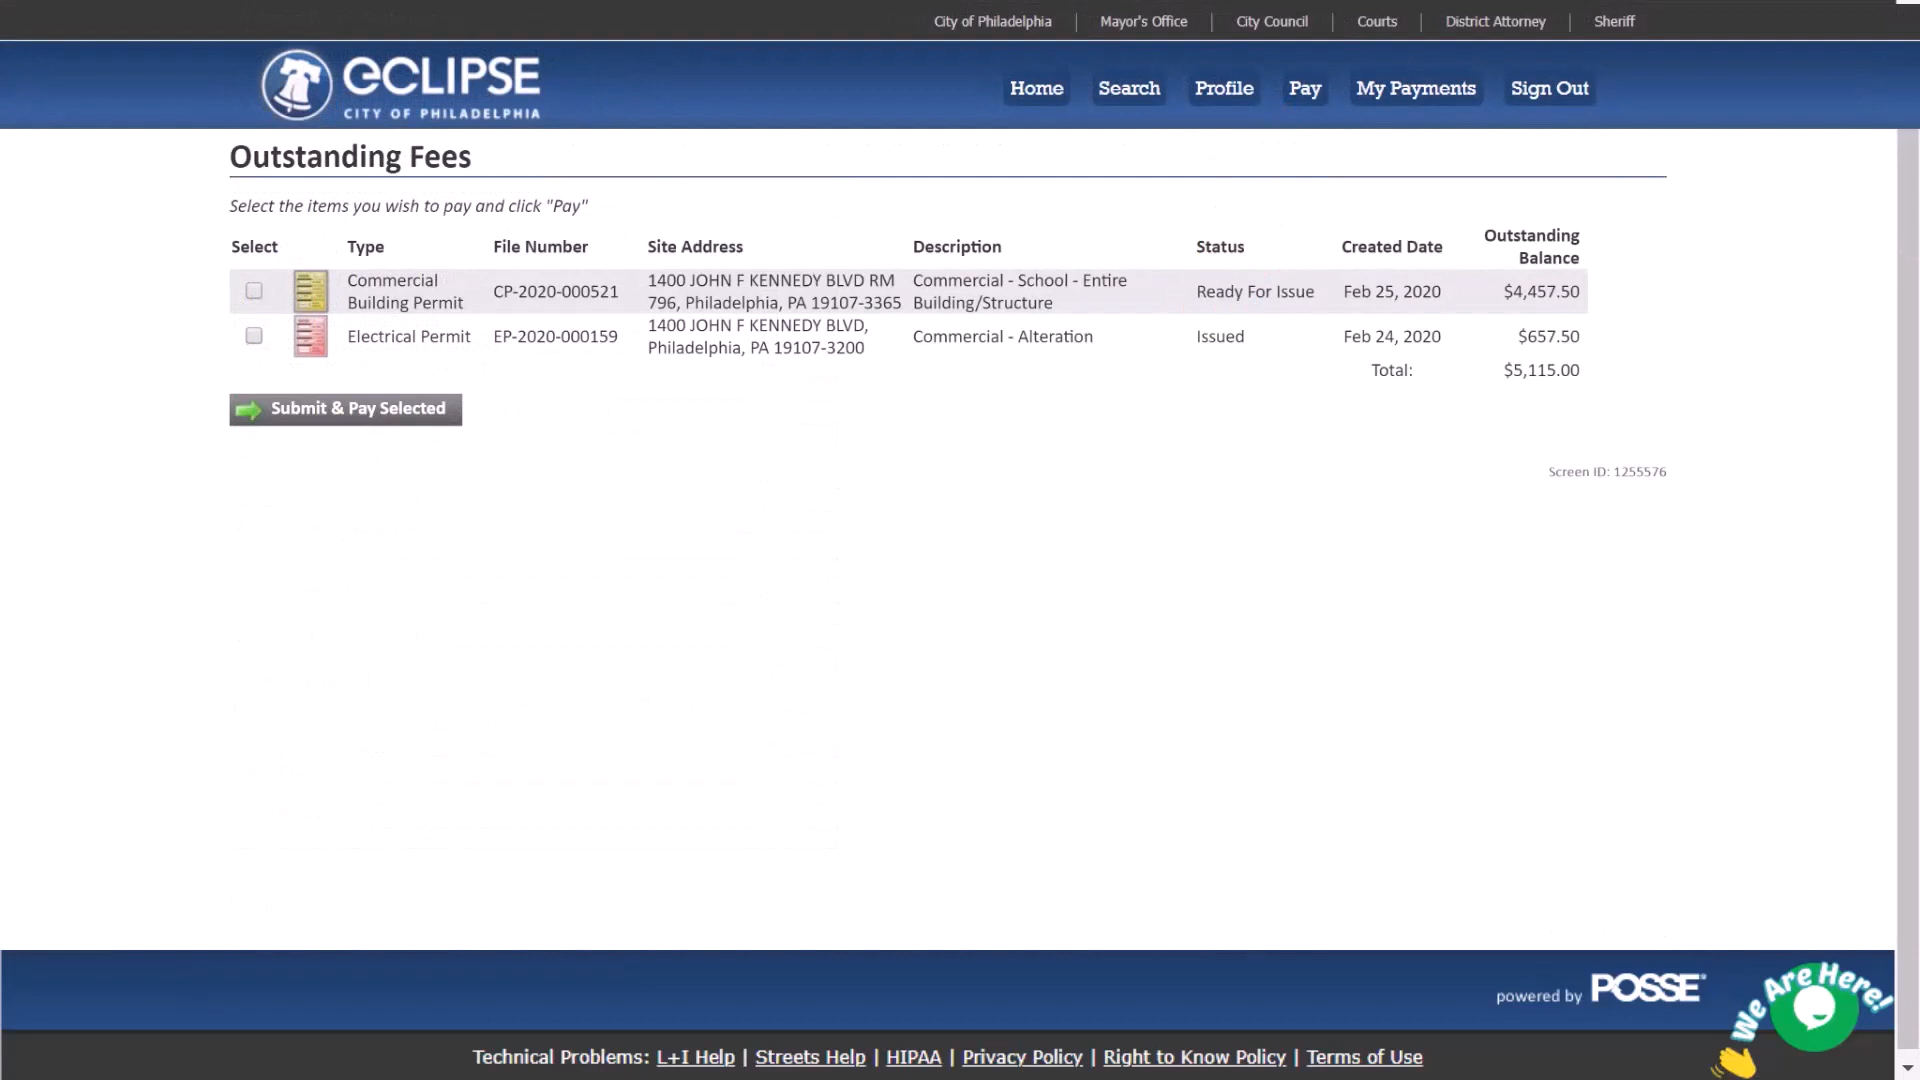 City of Philadelphia | Mayor's Office | City Council | Courts | District Attorney | Sheriff
eCLIPSE
CITY OF PHILADELPHIA
Home Search Profile Pay My Payments Sign Out
Outstanding Fees
Select the items you wish to pay and click "Pay"
Select Type File Number Site Address Description Status Created Date Outstanding Balance
Commercial Building Permit CP-2020-000521 1400 JOHN F KENNEDY BLVD RM 796, Philadelphia, PA 19107-3365 Commercial - School - Entire Building/Structure Ready For Issue Feb 25, 2020 $4,457.50
Electrical Permit EP-2020-000159 1400 JOHN F KENNEDY BLVD, Philadelphia, PA 19107-3200 Commercial - Alteration Issued Feb 24, 2020 $657.50
Total: $5,115.00
Submit & Pay Selected
Screen ID: 1255576
powered by POSSE
We Are Here!
Technical Problems: L+I Help | Streets Help | HIPAA | Privacy Policy | Right to Know Policy | Terms of Use